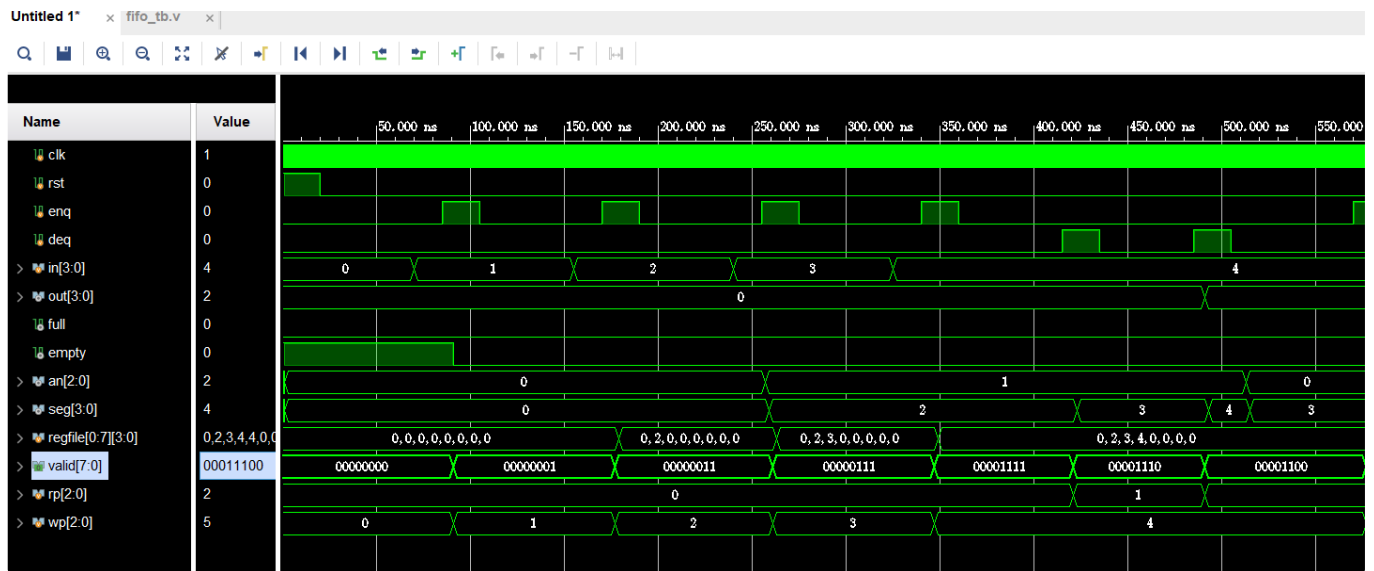 Untitled 1* × fifo_tb.v ×
Name Value 50.000 ns 100.000 ns 150.000 ns 200.000 ns 250.000 ns 300.000 ns 350.000 ns 400.000 ns 450.000 ns 500.000 ns 550.000
clk 1
rst 0
enq 0
deq 0
in[3:0] 4 0 1 2 3 4
out[3:0] 2 0
full 0
empty 0
an[2:0] 2 0 1 0
seg[3:0] 4 0 2 3 4 3
regfile[0:7][3:0] 0,2,3,4,4,0,0 0,0,0,0,0,0,0,0 0,2,0,0,0,0,0,0 0,2,3,0,0,0,0,0 0,2,3,4,0,0,0,0
valid[7:0] 00011100 00000000 00000001 00000011 00000111 00001111 00001110 00001100
rp[2:0] 2 0 1
wp[2:0] 5 0 1 2 3 4